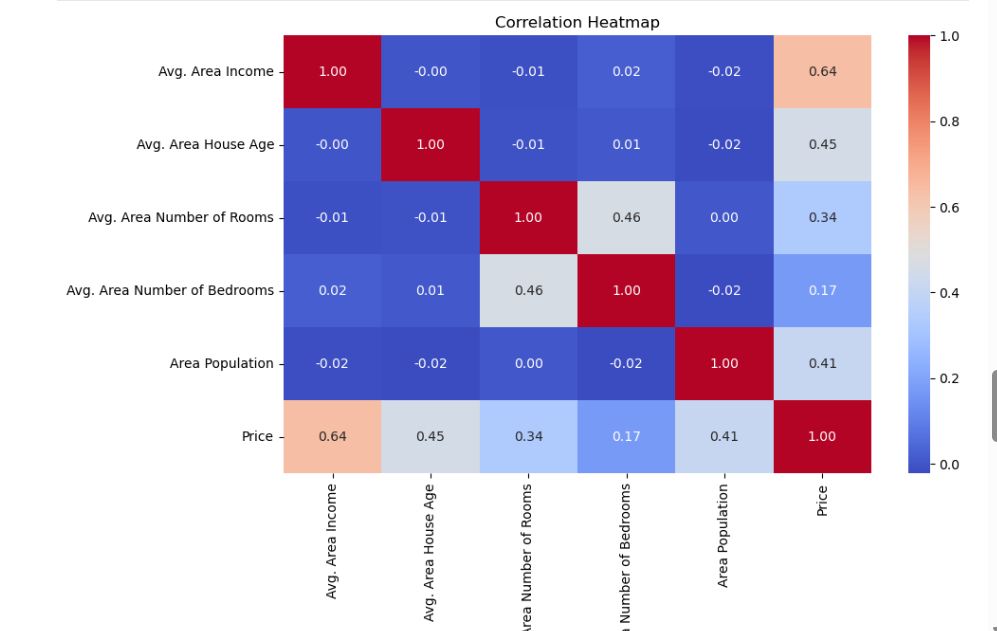 Correlation Heatmap
Avg. Area Income 1.00 -0.00 -0.01 0.02 -0.02 0.64
Avg. Area House Age -0.00 1.00 -0.01 0.01 -0.02 0.45
Avg. Area Number of Rooms -0.01 -0.01 1.00 0.46 0.00 0.34
Avg. Area Number of Bedrooms 0.02 0.01 0.46 1.00 -0.02 0.17
Area Population -0.02 -0.02 0.00 -0.02 1.00 0.41
Price 0.64 0.45 0.34 0.17 0.41 1.00
1.0
0.8
0.6
0.4
0.2
0.0
Avg. Area Income
Avg. Area House Age
Area Number of Rooms
a Number of Bedrooms
Area Population
Price